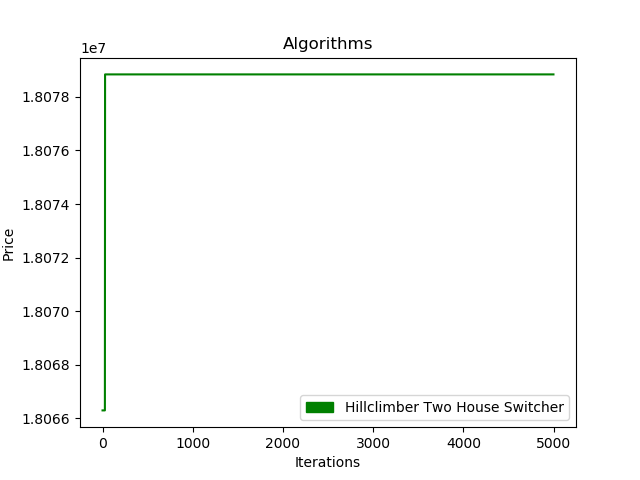 Algorithms
1e7
1.8078
1.8076
1.8074
1.8072
1.8070
1.8068
1.8066
Price
0 1000 2000 3000 4000 5000
Iterations
Hillclimber Two House Switcher